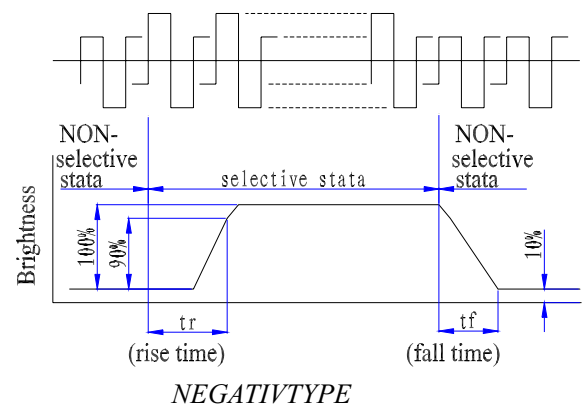 NON-
selective
stata
selective stata
NON-
selective
stata
Brightness
100%
90%
10%
tr
(rise time)
tf
(fall time)
NEGATIVTYPE